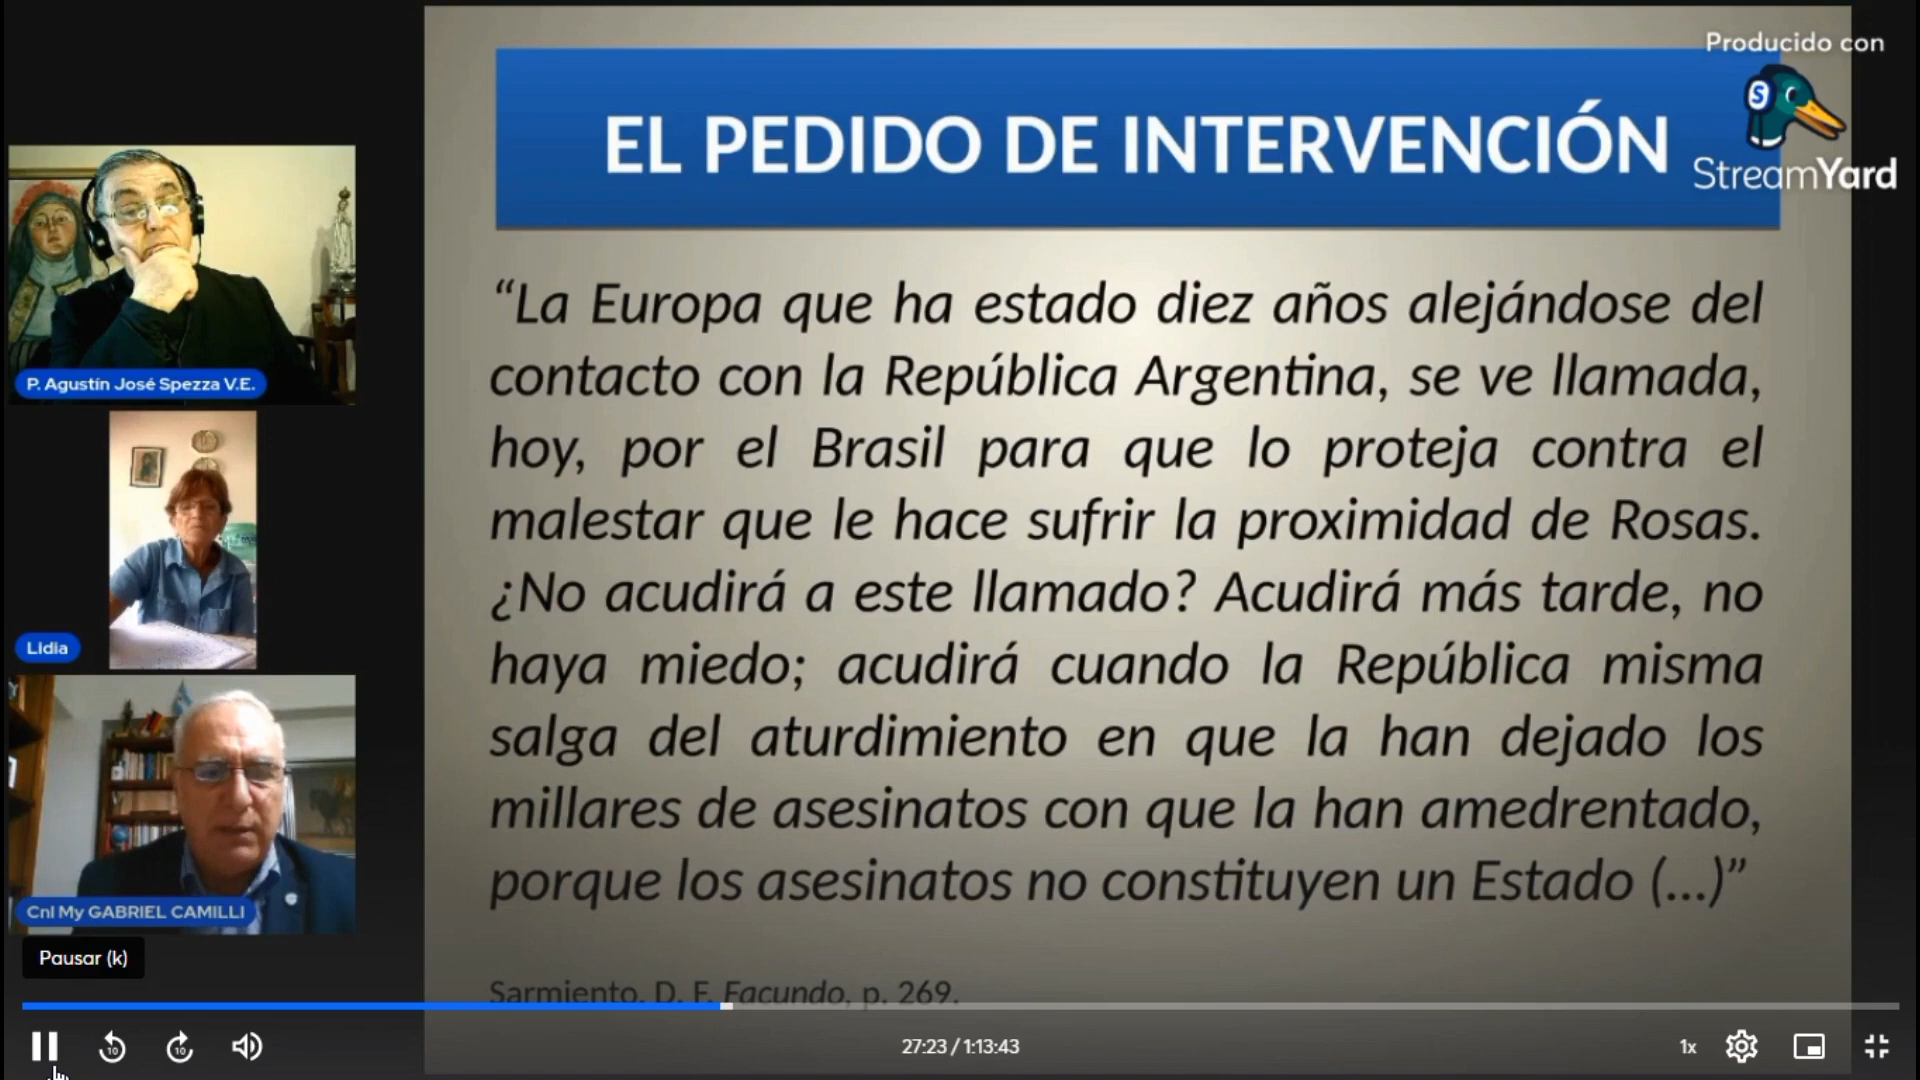 Producido con
StreamYard
EL PEDIDO DE INTERVENCIÓN
“La Europa que ha estado diez años alejándose del
contacto con la República Argentina, se ve llamada,
hoy, por el Brasil para que lo proteja contra el
malestar que le hace sufrir la proximidad de Rosas.
¿No acudirá a este llamado? Acudirá más tarde, no
haya miedo; acudirá cuando la República misma
salga del aturdimiento en que la han dejado los
millares de asesinatos con que la han amedrentado,
porque los asesinatos no constituyen un Estado (...)”
Sarmiento, D. F. Facundo, p. 269.
P. Agustín José Spezza V.E.
Lidia
Cnl My GABRIEL CAMILLI
Pausar (k)
10
10
27:23 / 1:13:43
1x